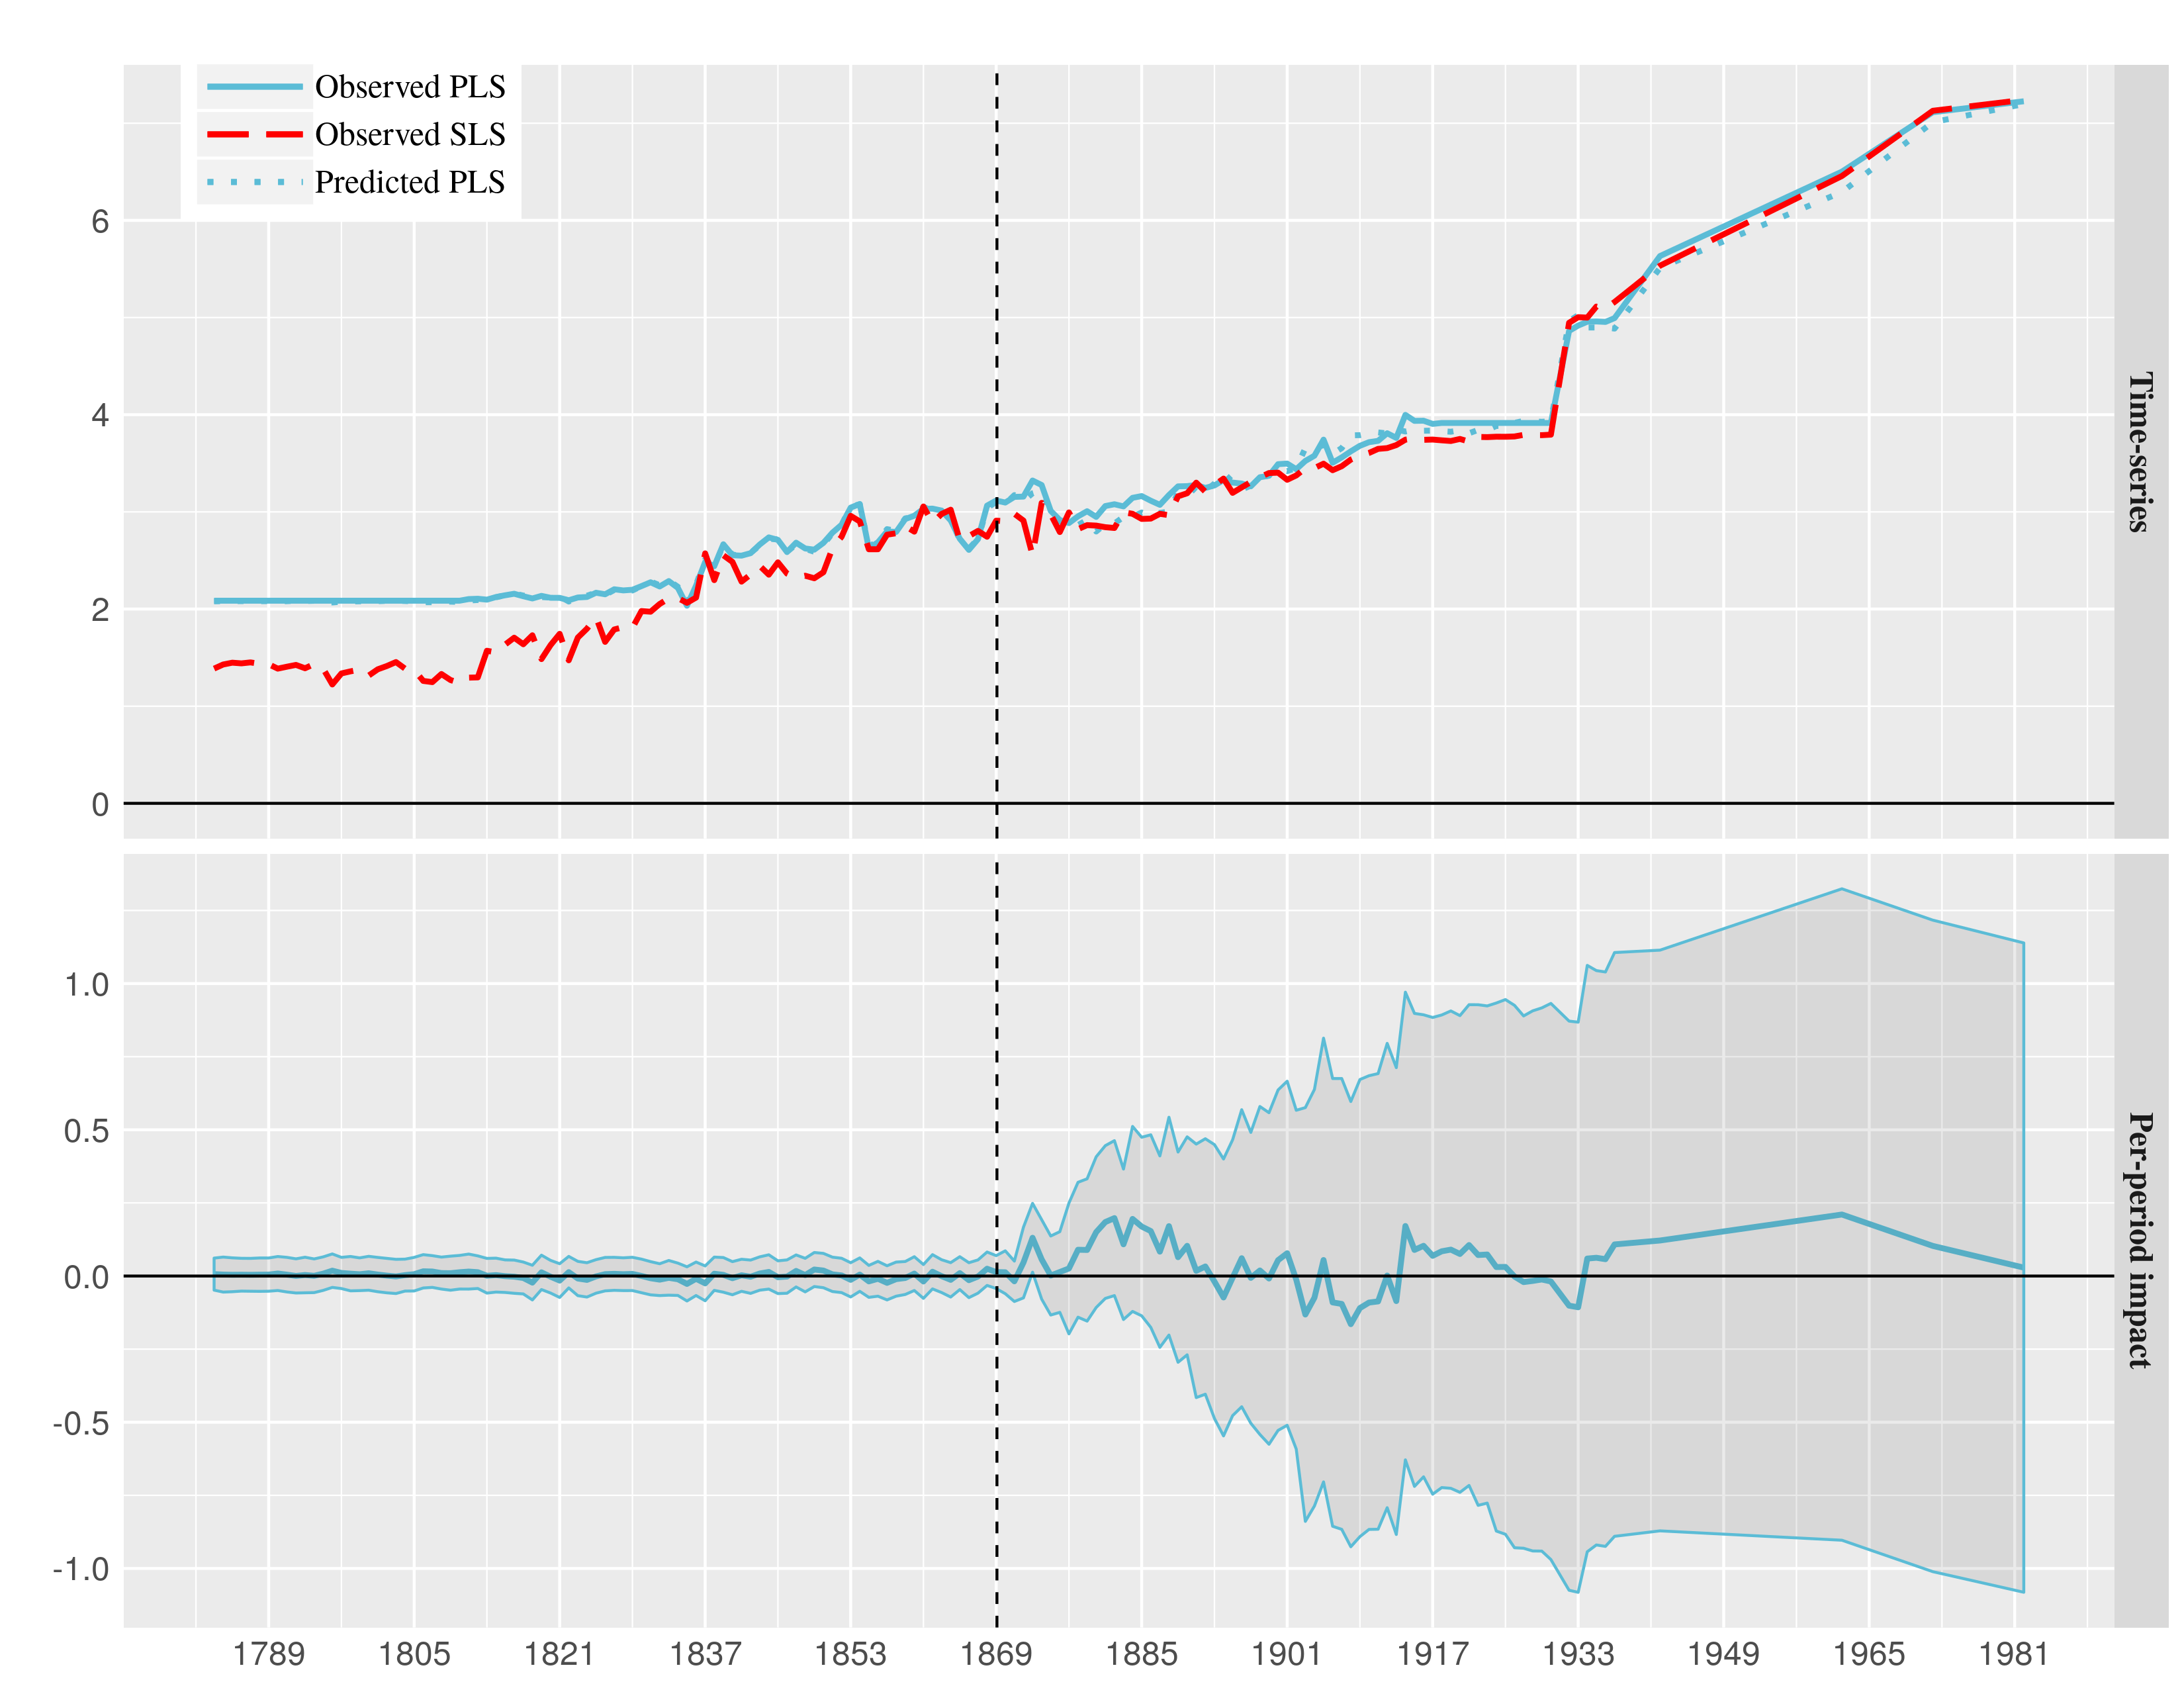 Observed PLS
Observed SLS
Predicted PLS
6
4
2
0
Time-series
1.0
0.5
0.0
-0.5
-1.0
Per-period impact
1789 1805 1821 1837 1853 1869 1885 1901 1917 1933 1949 1965 1981